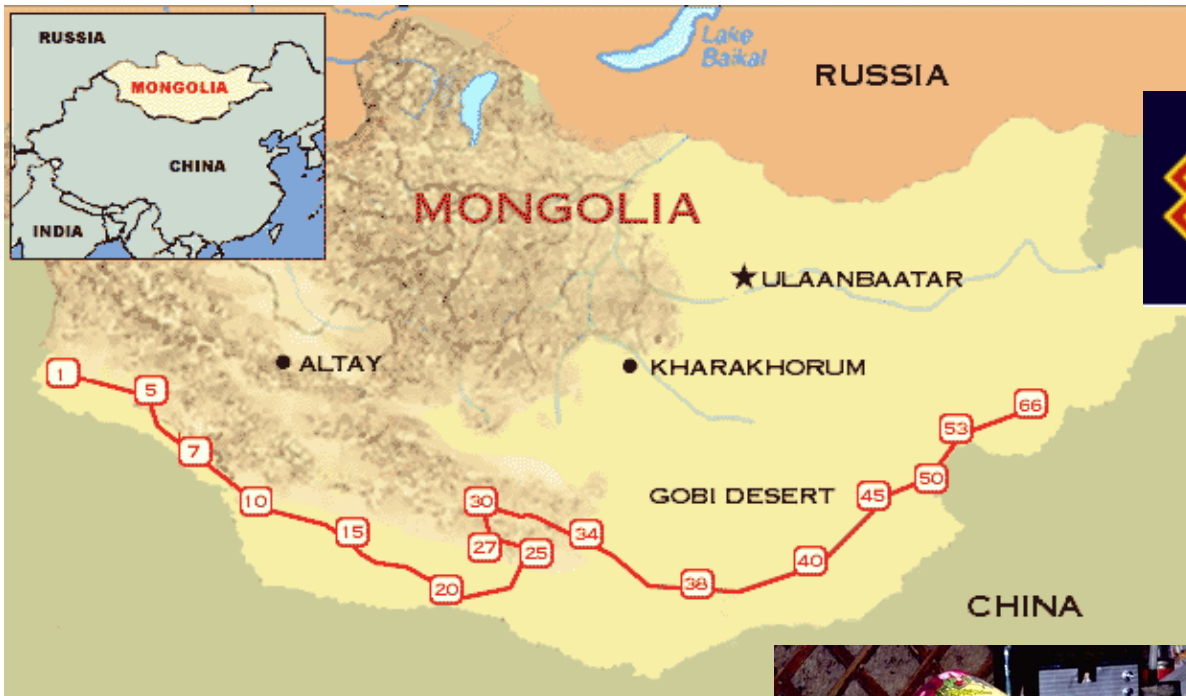 RUSSIA
MONGOLIA
CHINA
INDIA
Lake
Baikal
RUSSIA
MONGOLIA
ULAANBAATAR
ALTAY
KHARAKHORUM
GOBI DESERT
CHINA
1
5
7
10
15
20
25
27
30
34
38
40
45
50
53
66